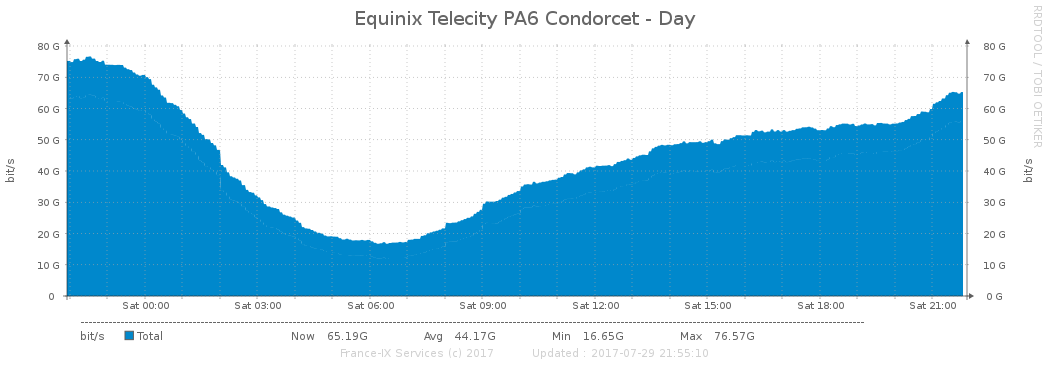 Equinix Telecity PA6 Condorcet - Day
RRDTOOL / TOBI OETIKER
80 G 80 G
70 G 70 G
60 G 60 G
50 G 50 G
40 G 40 G
30 G 30 G
20 G 20 G
10 G 10 G
0 0 G
bit/s bit/s
Sat 00:00 Sat 03:00 Sat 06:00 Sat 09:00 Sat 12:00 Sat 15:00 Sat 18:00 Sat 21:00
bit/s Total Now 65.19G Avg 44.17G Min 16.65G Max 76.57G
France-IX Services (c) 2017 Updated : 2017-07-29 21:55:10